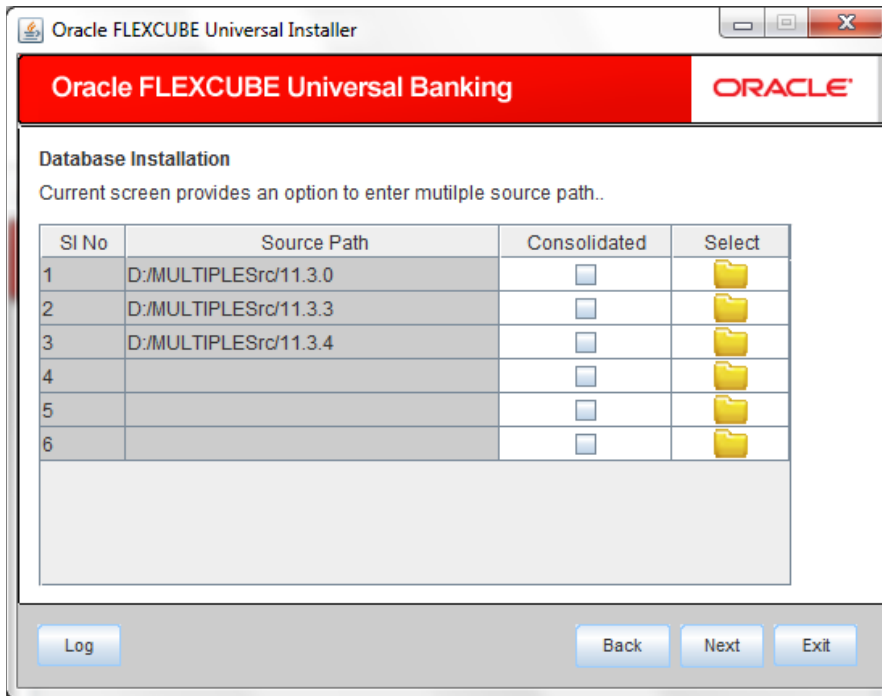 Oracle FLEXCUBE Universal Installer
Oracle FLEXCUBE Universal Banking ORACLE
Database Installation
Current screen provides an option to enter mutilple source path..
Sl No Source Path Consolidated Select
1 D:/MULTIPLESrc/11.3.0
2 D:/MULTIPLESrc/11.3.3
3 D:/MULTIPLESrc/11.3.4
4
5
6
Log Back Next Exit